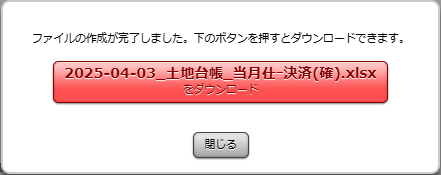 ファイルの作成が完了しました。下のボタンを押すとダウンロードできます。
2025-04-03_土地台帳_当月仕-決済(確).xlsx
をダウンロード
閉じる